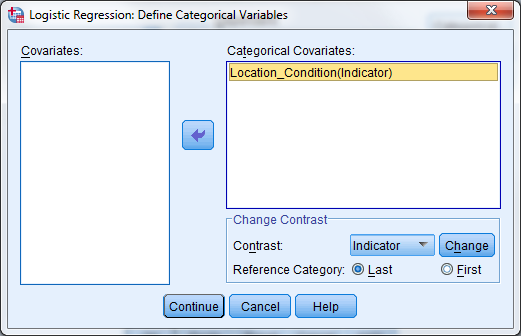 Logistic Regression: Define Categorical Variables
Covariates:
Categorical Covariates:
Location_Condition(Indicator)
Change Contrast
Contrast:
Indicator
Change
Reference Category:
Last
First
Continue
Cancel
Help